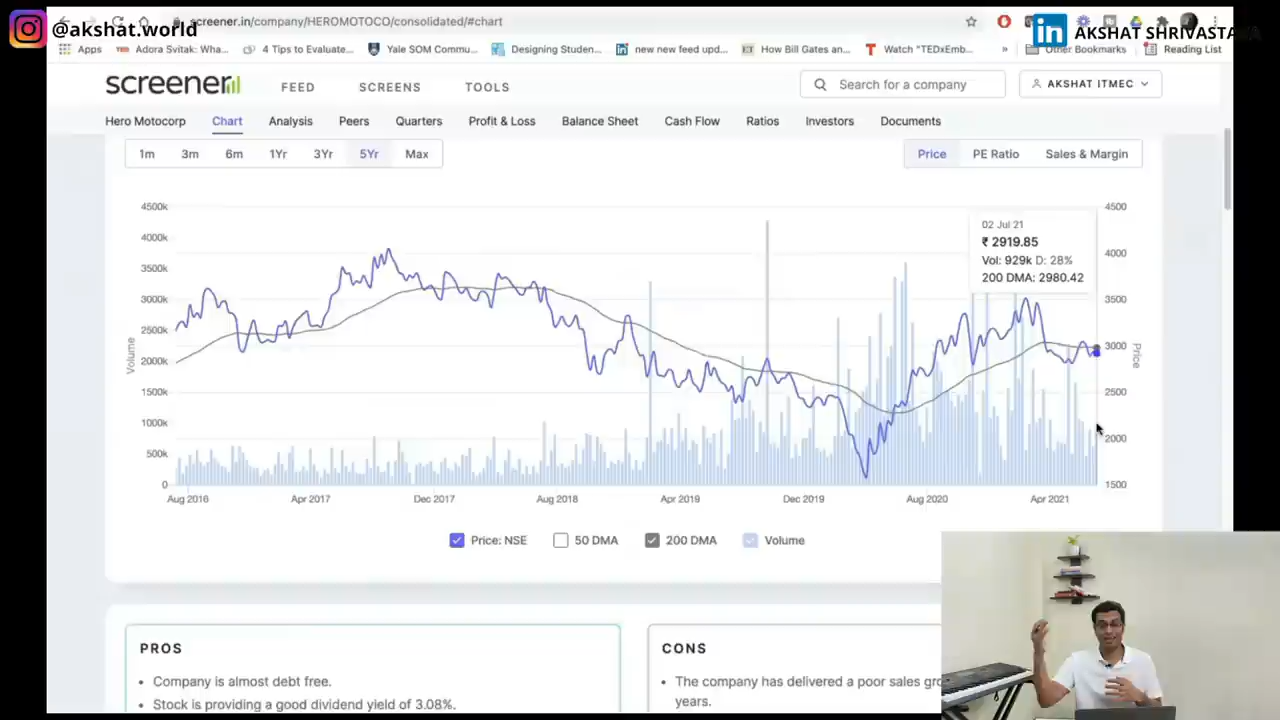 @akshat.world
screener.in/company/HEROMOTOCO/consolidated/#chart
AKSHAT SHRIVASTAVA
Apps
Adora Svitak: Wha...
4 Tips to Evaluate...
Yale SOM Commu...
Designing Studen...
new new feed upd...
How Bill Gates an...
Watch "TEDxEmb...
»
Other Bookmarks
Reading List
screener
FEED
SCREENS
TOOLS
Search for a company
AKSHAT ITMEC
Hero Motocorp
Chart
Analysis
Peers
Quarters
Profit & Loss
Balance Sheet
Cash Flow
Ratios
Investors
Documents
1m
3m
6m
1Yr
3Yr
5Yr
Max
Price
PE Ratio
Sales & Margin
4500k
4000k
3500k
3000k
2500k
2000k
1500k
1000k
500k
0
Volume
4500
4000
3500
3000
2500
2000
1500
Price
02 Jul 21
₹ 2919.85
Vol: 929k D: 28%
200 DMA: 2980.42
Aug 2016
Apr 2017
Dec 2017
Aug 2018
Apr 2019
Dec 2019
Aug 2020
Apr 2021
Price: NSE
50 DMA
200 DMA
Volume
PROS
• Company is almost debt free.
• Stock is providing a good dividend yield of 3.08%.
CONS
• The company has delivered a poor sales
years.